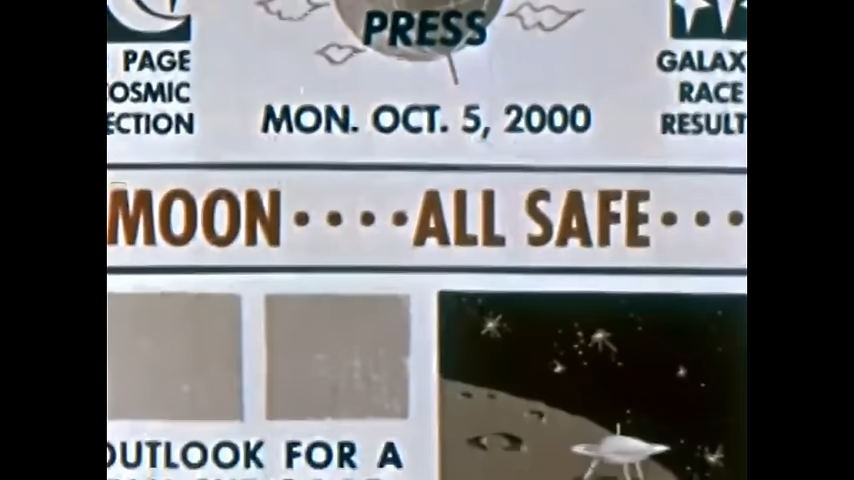 PRESS
PAGE
OSMIC
ECTION
MON. OCT. 5, 2000
GALAX
RACE
RESULT
MOON····ALL SAFE····
OUTLOOK FOR A